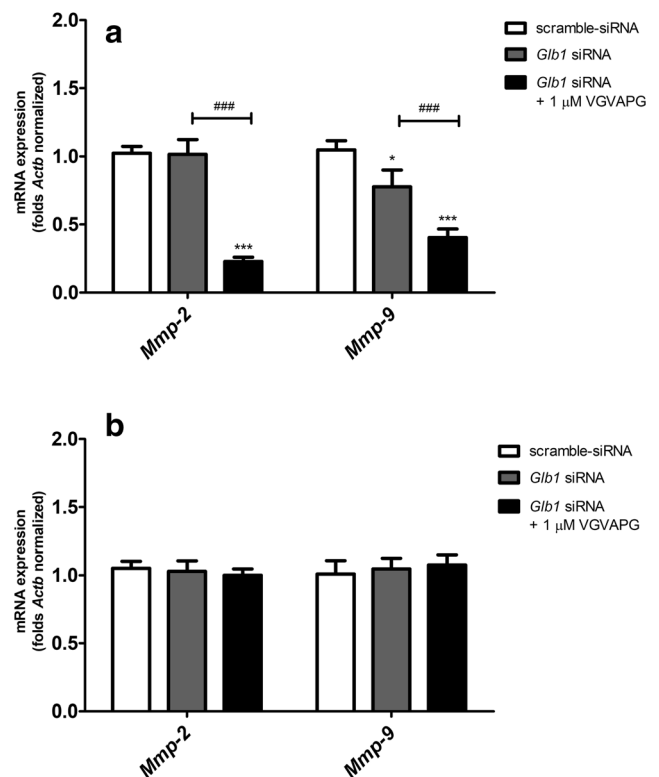 a
2.0
1.5
1.0
0.5
0.0
mRNA expression
(folds Actb normalized)
###
***
###
*
***
Mmp-2
Mmp-9
scramble-siRNA
Glb1 siRNA
Glb1 siRNA
+ 1 μM VGVAPG
b
2.0
1.5
1.0
0.5
0.0
mRNA expression
(folds Actb normalized)
Mmp-2
Mmp-9
scramble-siRNA
Glb1 siRNA
Glb1 siRNA
+ 1 μM VGVAPG